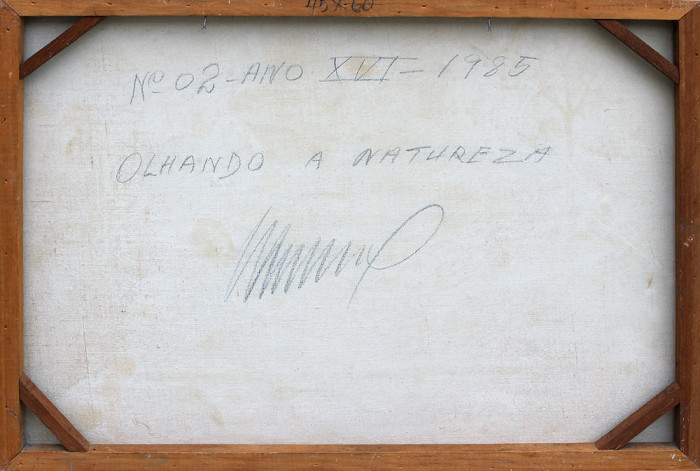 45X60
Nº 02 - ANO XVI - 1985
OLHANDO A NATUREZA